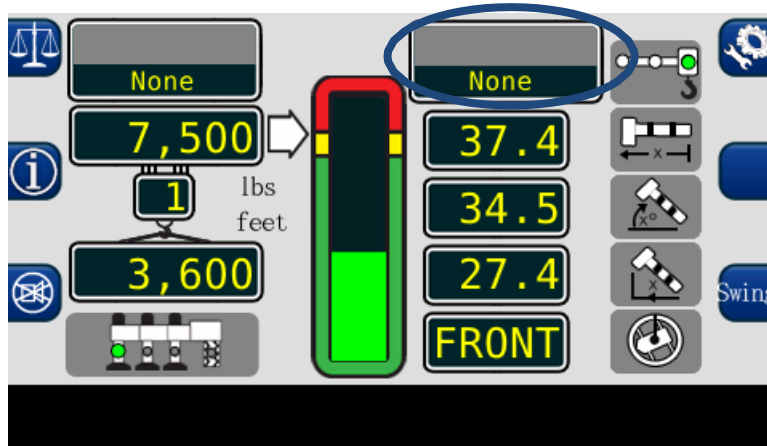 None
None
7,500
37.4
1
lbs
feet
34.5
3,600
27.4
Swing
FRONT